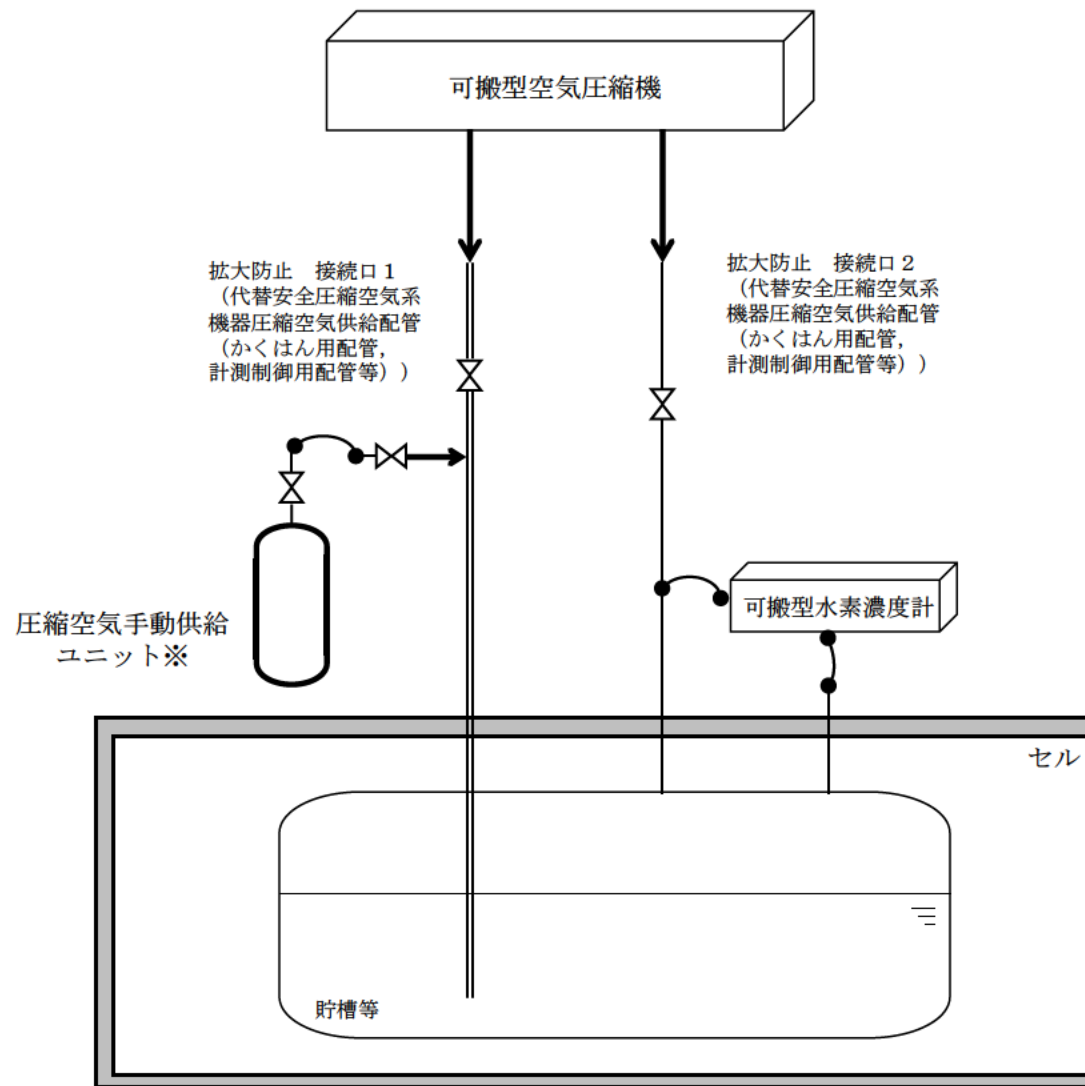 可搬型空気圧縮機
拡大防止　接続口１
（代替安全圧縮空気系
機器圧縮空気供給配管
（かくはん用配管，
計測制御用配管等））
拡大防止　接続口２
（代替安全圧縮空気系
機器圧縮空気供給配管
（かくはん用配管，
計測制御用配管等））
可搬型水素濃度計
圧縮空気手動供給
ユニット※
セル
貯槽等